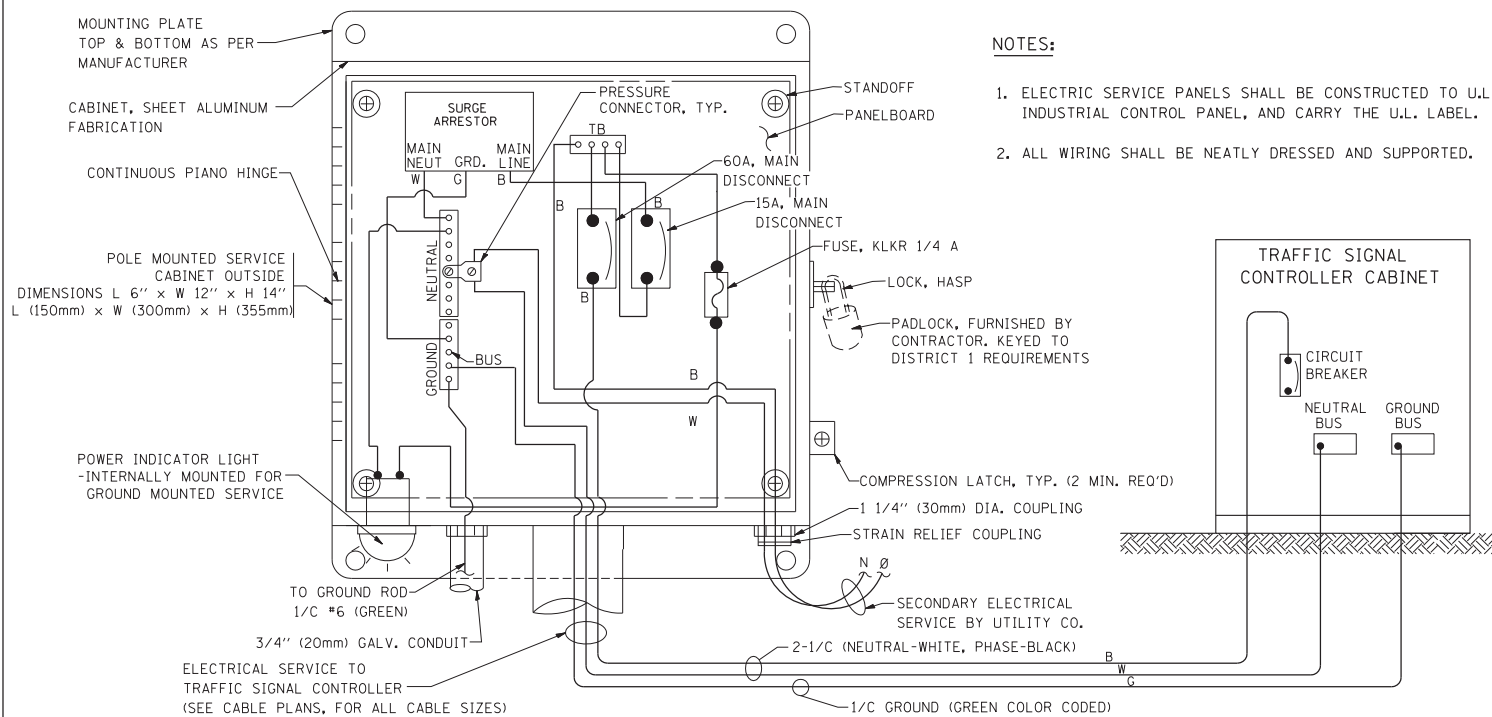 MOUNTING PLATE
TOP & BOTTOM AS PER
MANUFACTURER
CABINET, SHEET ALUMINUM
FABRICATION
CONTINUOUS PIANO HINGE
POLE MOUNTED SERVICE
CABINET OUTSIDE
DIMENSIONS L 6'' x W 12'' x H 14''
L (150mm) x W (300mm) x H (355mm)
POWER INDICATOR LIGHT
-INTERNALLY MOUNTED FOR
GROUND MOUNTED SERVICE
SURGE
ARRESTOR
MAIN
NEUT
GRD.
MAIN
LINE
W
G
B
PRESSURE
CONNECTOR, TYP.
TB
60A, MAIN
DISCONNECT
15A, MAIN
DISCONNECT
B
B
B
NEUTRAL
GROUND
BUS
B
W
STANDOFF
PANELBOARD
FUSE, KLKR 1/4 A
LOCK, HASP
PADLOCK, FURNISHED BY
CONTRACTOR. KEYED TO
DISTRICT 1 REQUIREMENTS
COMPRESSION LATCH, TYP. (2 MIN. REQ'D)
1 1/4'' (30mm) DIA. COUPLING
STRAIN RELIEF COUPLING
N Ø
SECONDARY ELECTRICAL
SERVICE BY UTILITY CO.
TO GROUND ROD
1/C #6 (GREEN)
3/4'' (20mm) GALV. CONDUIT
ELECTRICAL SERVICE TO
TRAFFIC SIGNAL CONTROLLER
(SEE CABLE PLANS, FOR ALL CABLE SIZES)
2-1/C (NEUTRAL-WHITE, PHASE-BLACK)
B
W
G
1/C GROUND (GREEN COLOR CODED)
NOTES:
1. ELECTRIC SERVICE PANELS SHALL BE CONSTRUCTED TO U.L
INDUSTRIAL CONTROL PANEL, AND CARRY THE U.L. LABEL.
2. ALL WIRING SHALL BE NEATLY DRESSED AND SUPPORTED.
TRAFFIC SIGNAL
CONTROLLER CABINET
CIRCUIT
BREAKER
NEUTRAL
BUS
GROUND
BUS